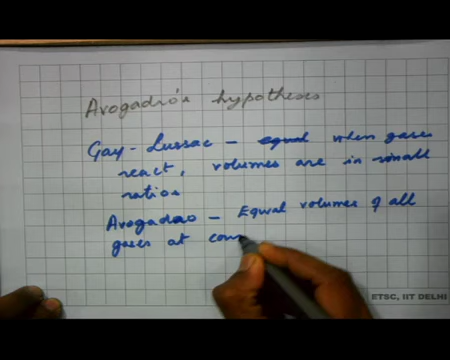 Avogadro's hypothesis
Gay-Lussac - equal when gases
react, volumes are in small
ratios
Avogadro - Equal volumes of all
gases at con
ETSC, IIT DELHI